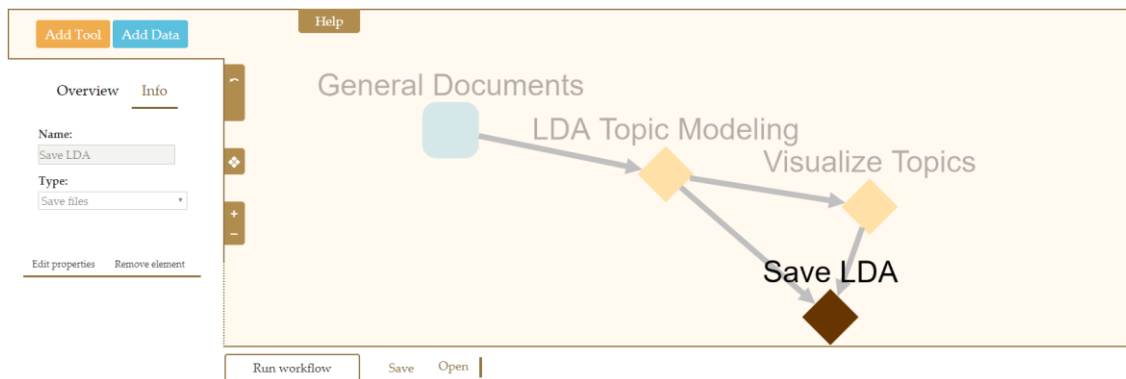 Help
Add Tool Add Data
Overview Info
Name:
Save LDA
Type:
Save files
Edit properties Remove element
+
−
General Documents
LDA Topic Modeling
Visualize Topics
Save LDA
Run workflow Save Open